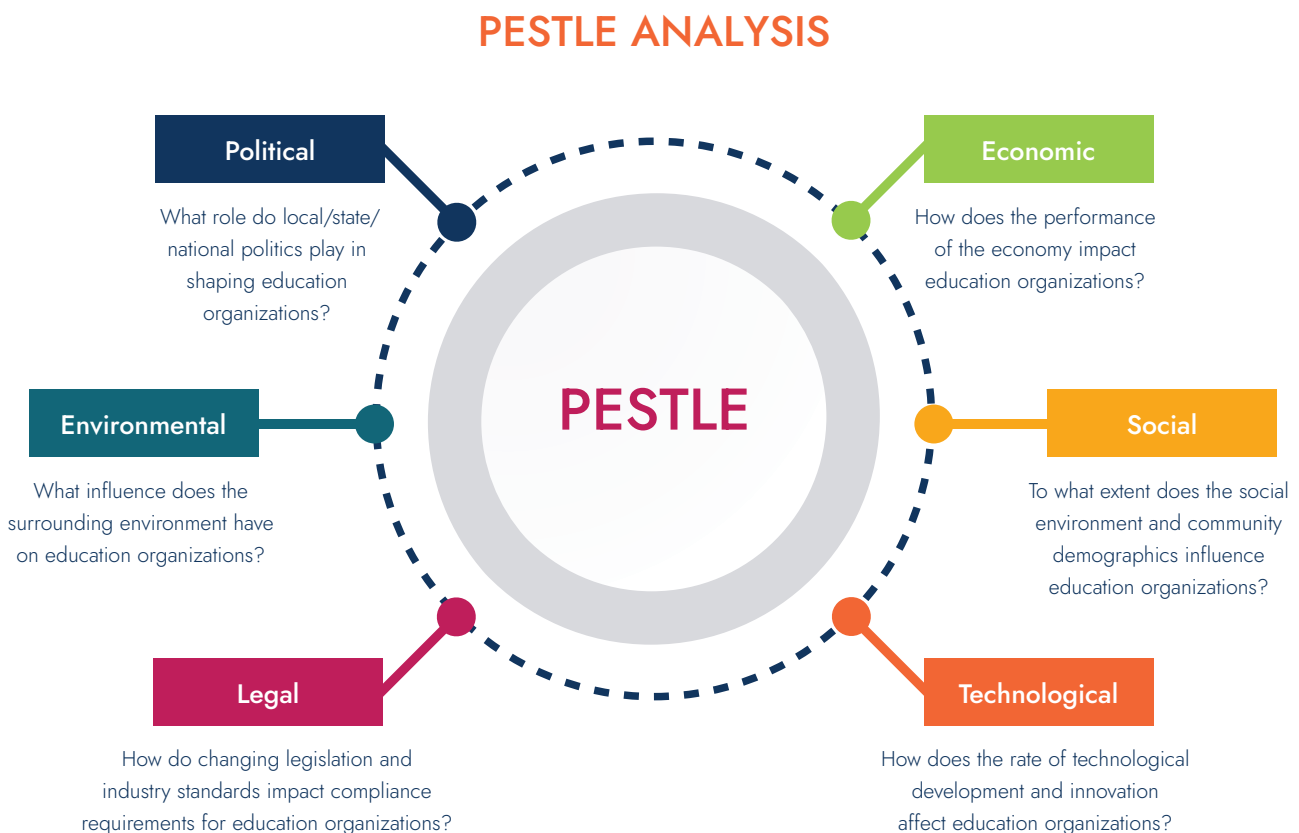 PESTLE ANALYSIS
Political
What role do local/state/
national politics play in
shaping education
organizations?
Economic
How does the performance
of the economy impact
education organizations?
PESTLE
Environmental
What influence does the
surrounding environment have
on education organizations?
Social
To what extent does the social
environment and community
demographics influence
education organizations?
Legal
How do changing legislation and
industry standards impact compliance
requirements for education organizations?
Technological
How does the rate of technological
development and innovation
affect education organizations?